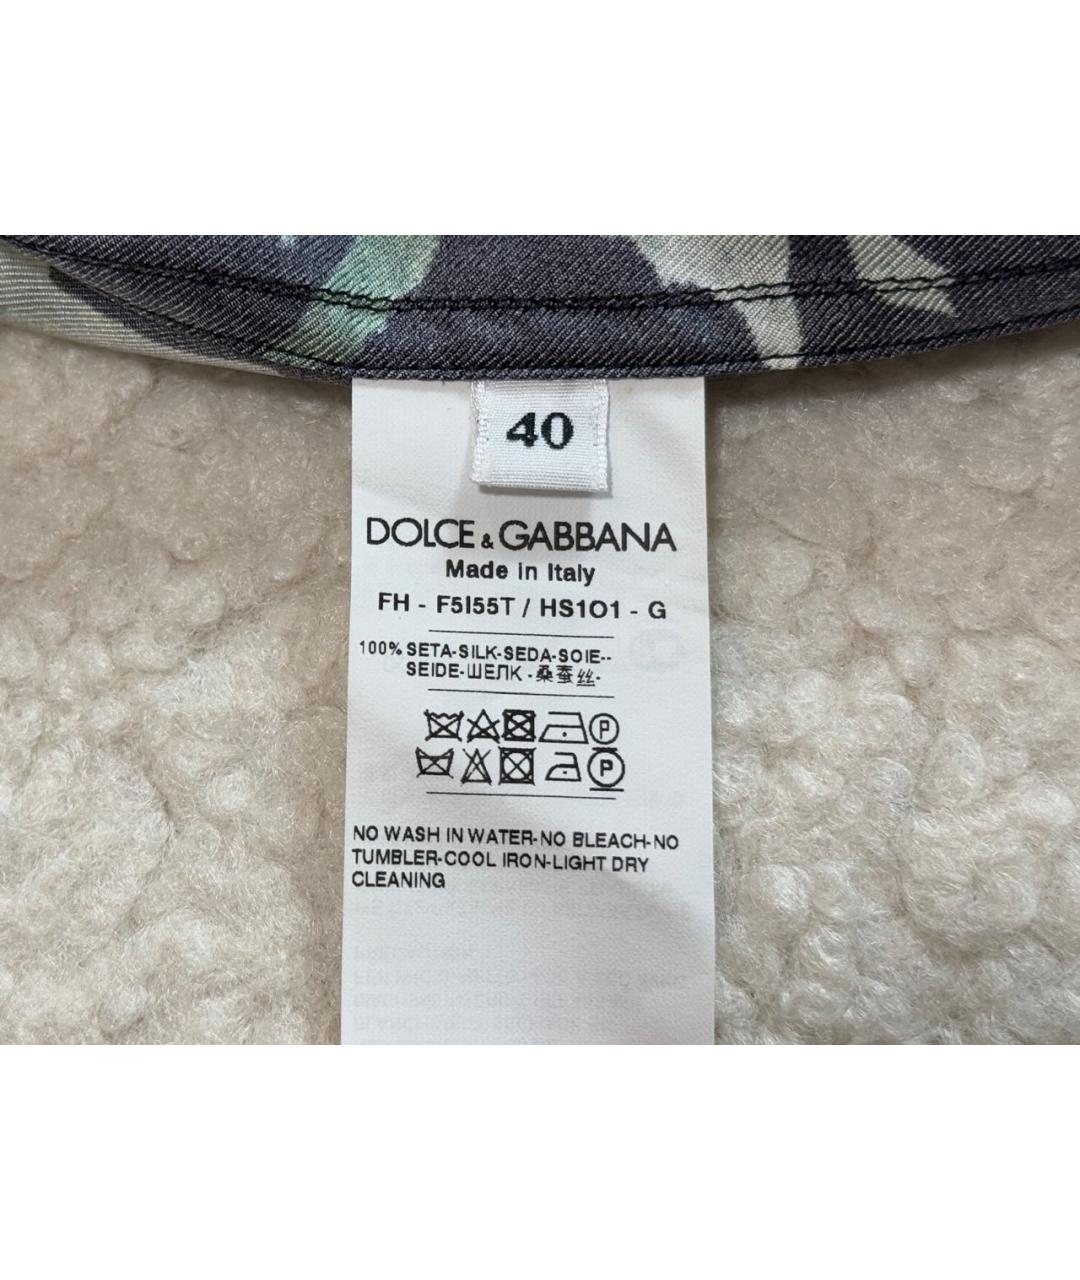 40
DOLCE & GABBANA
Made in Italy
FH - F5I55T / HS1O1 - G
100% SETA-SILK-SEDA-SOIE--
SEIDE-ШЕЛК -桑蚕丝-
P
P
NO WASH IN WATER-NO BLEACH-NO
TUMBLER-COOL IRON-LIGHT DRY
CLEANING